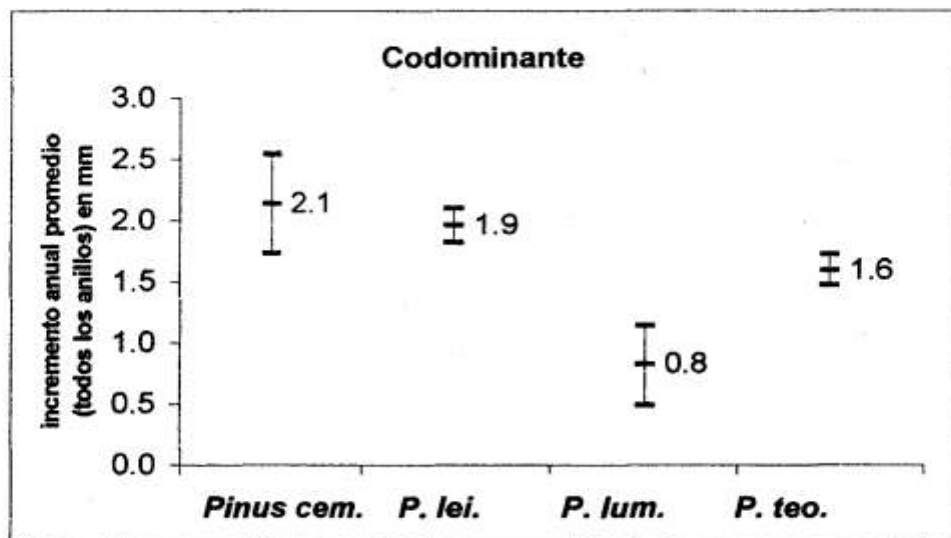 Codominante
incremento anual promedio
(todos los anillos) en mm
3.0
2.5
2.0
1.5
1.0
0.5
0.0
2.1
1.9
0.8
1.6
Pinus cem. P. lei. P. lum. P. teo.